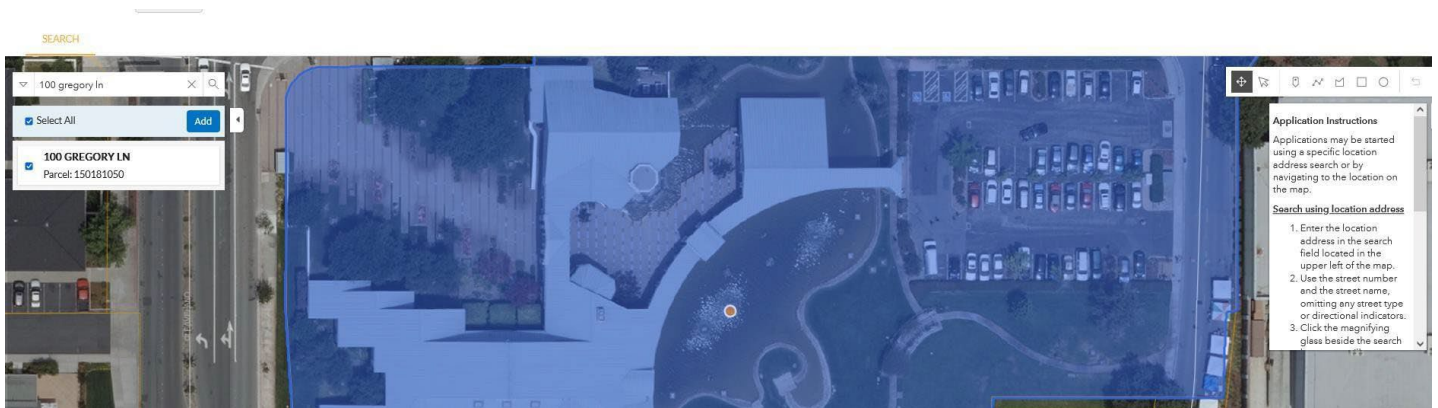 SEARCH
100 gregory ln
Select All
Add
100 GREGORY LN
Parcel: 150181050
Application Instructions
Applications may be started
using a specific location
address search or by
navigating to the location on
the map.
Search using location address
1. Enter the location
address in the search
field located in the
upper left of the map.
2. Use the street number
and the street name,
omitting any street type
or directional indicators.
3. Click the magnifying
glass beside the search